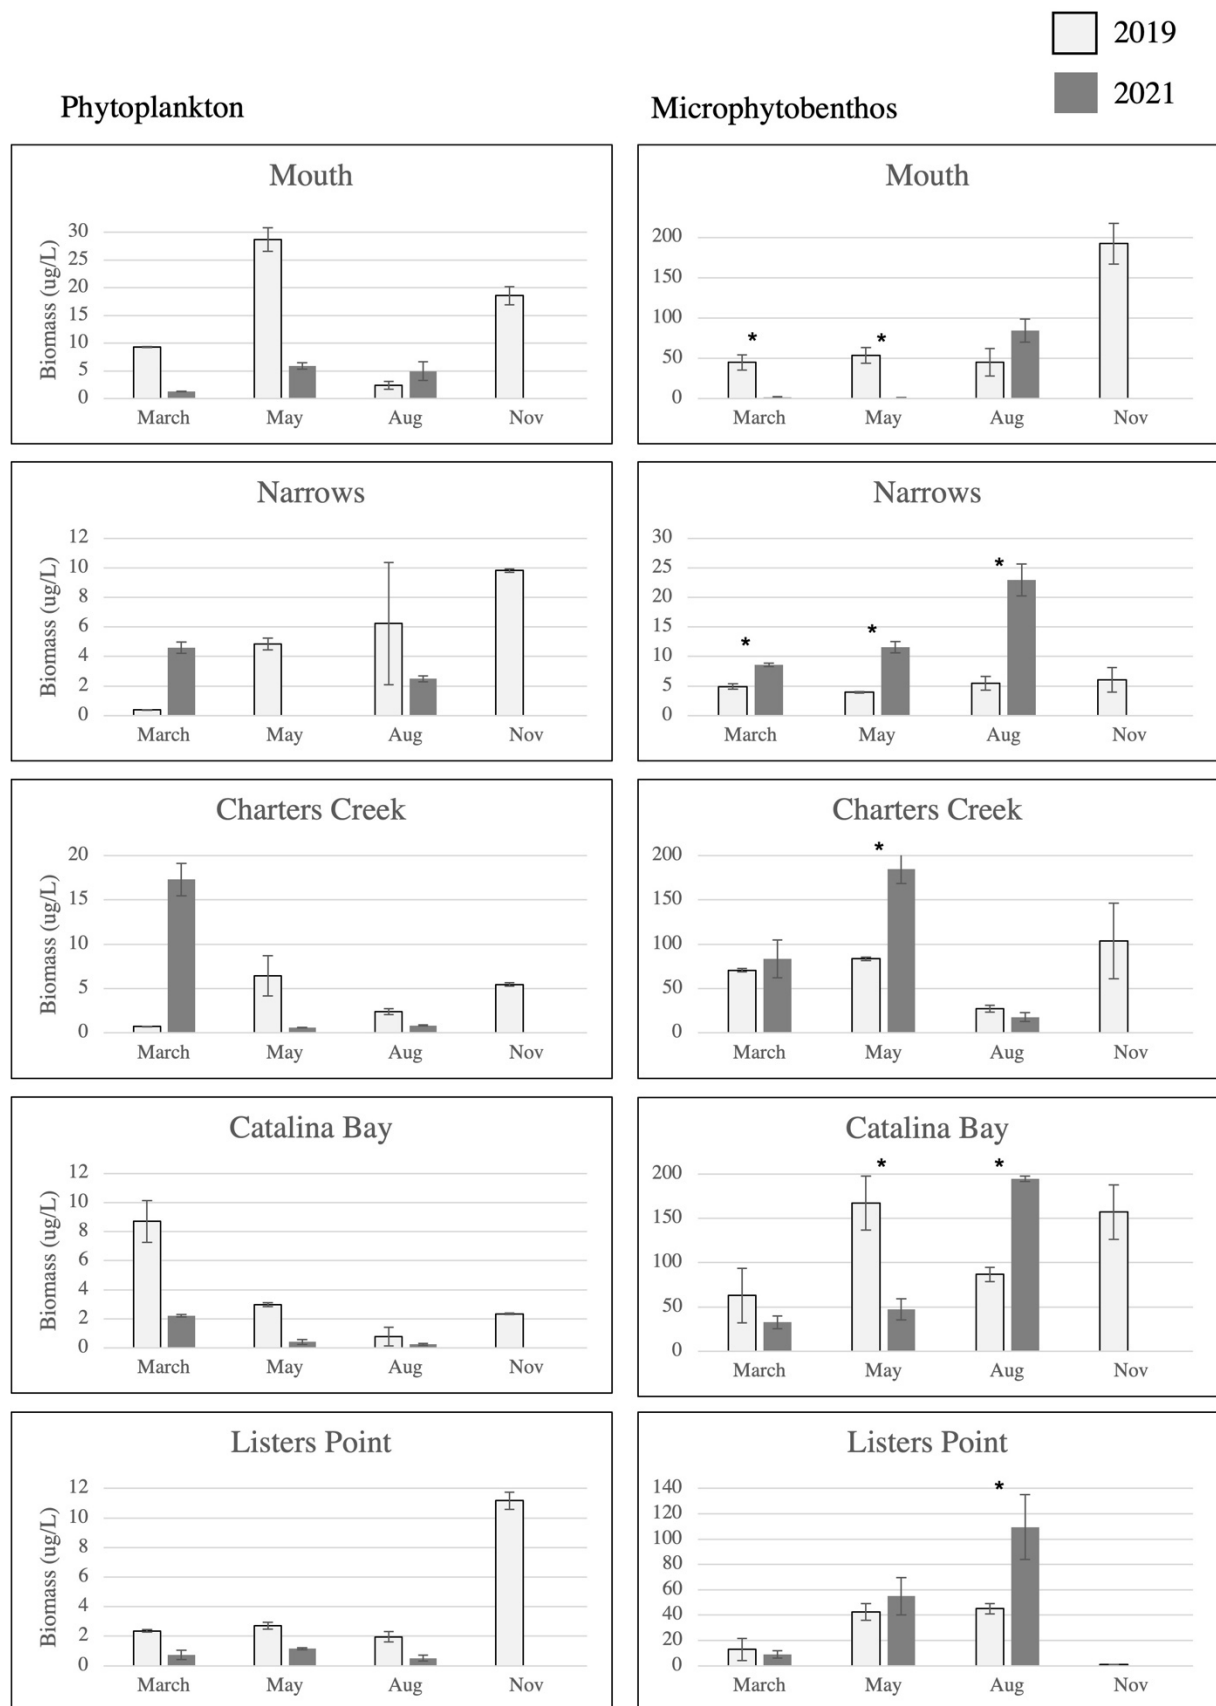 2019
2021
Phytoplankton
Microphytobenthos
Mouth
Biomass (ug/L)
30
25
20
15
10
5
0
March May Aug Nov
Mouth
200
150
100
50
0
*
*
March May Aug Nov
Narrows
Biomass (ug/L)
12
10
8
6
4
2
0
March May Aug Nov
Narrows
30
25
20
15
10
5
0
*
*
*
March May Aug Nov
Charters Creek
Biomass (ug/L)
20
15
10
5
0
March May Aug Nov
Charters Creek
200
150
100
50
0
*
March May Aug Nov
Catalina Bay
Biomass (ug/L)
12
10
8
6
4
2
0
March May Aug Nov
Catalina Bay
200
150
100
50
0
*
*
March May Aug Nov
Listers Point
Biomass (ug/L)
12
10
8
6
4
2
0
March May Aug Nov
Listers Point
140
120
100
80
60
40
20
0
*
March May Aug Nov